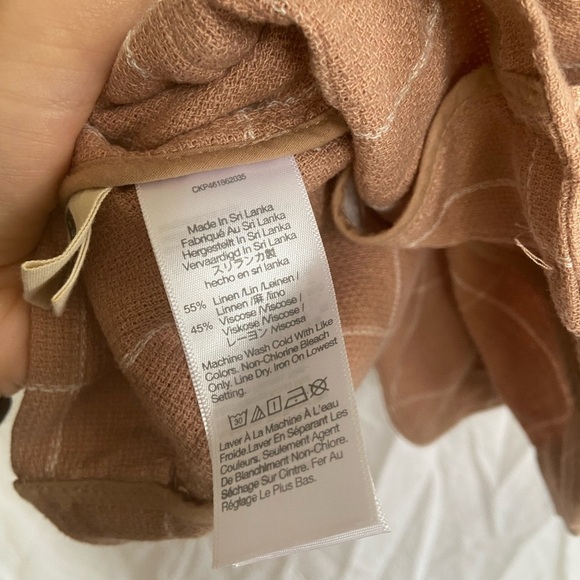 CKP461662035
Made In Sri Lanka
Fabriqué Au Sri Lanka
Hergestellt In Sri Lanka
Vervaardigd In Sri Lanka
スリランカ製
hecho en sri lanka
55% Linen /Lin /Leinen /
Linnen /麻 /lino
45% Viscose /Viscose /
Viskose /Viscose /
レーヨン /viscosa
Machine Wash Cold With Like
Colors. Non-Chlorine Bleach
Only. Line Dry. Iron On Lowest
Setting.
30
Laver À La Machine À L'eau
Froide.Laver En Séparant Les
Couleurs. Seulement Agent
De Blanchiment Non-Chlore.
Séchage Sur Cintre. Fer Au
Réglage Le Plus Bas.